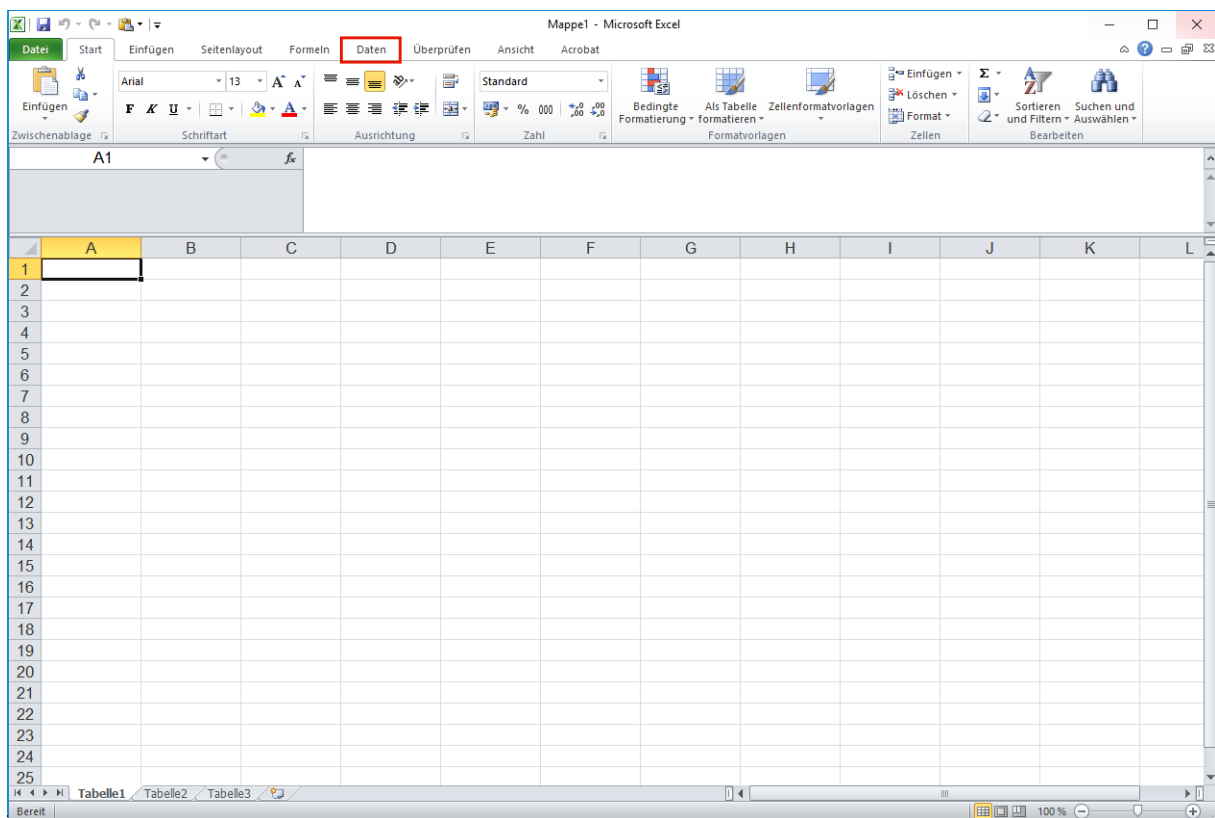 Mappe1 - Microsoft Excel
Datei Start Einfügen Seitenlayout Formeln Daten Überprüfen Ansicht Acrobat
Einfügen
Zwischenablage
Arial 13 A A
F K U A
Schriftart
Ausrichtung
Standard
% 000 ,00 ,00 ,0
Zahl
Bedingte Formatierung
Als Tabelle formatieren
Zellenformatvorlagen
Formatvorlagen
Einfügen
Löschen
Format
Zellen
Σ
Sortieren und Filtern
Suchen und Auswählen
Bearbeiten
A1 fx
A B C D E F G H I J K L
1
2
3
4
5
6
7
8
9
10
11
12
13
14
15
16
17
18
19
20
21
22
23
24
25
Tabelle1 Tabelle2 Tabelle3
Bereit 100 %